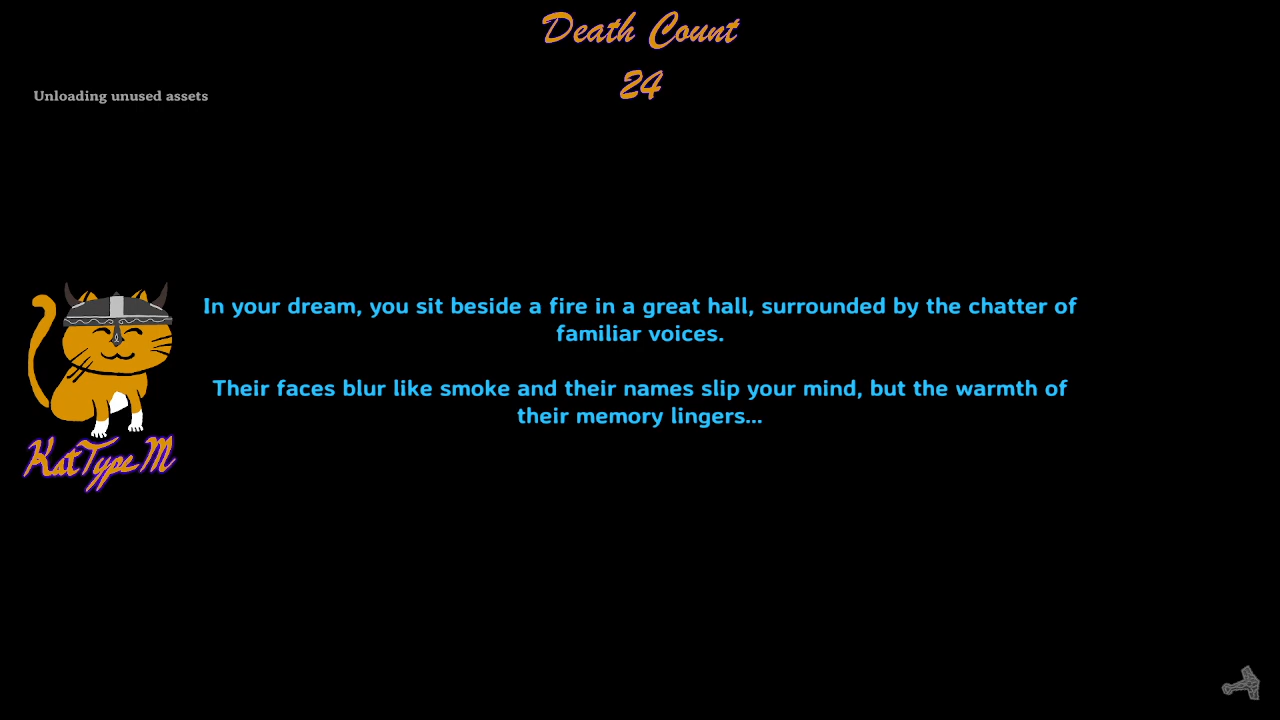 Death Count
24
Unloading unused assets
In your dream, you sit beside a fire in a great hall, surrounded by the chatter of
familiar voices.
Their faces blur like smoke and their names slip your mind, but the warmth of
their memory lingers...
KatTypeM